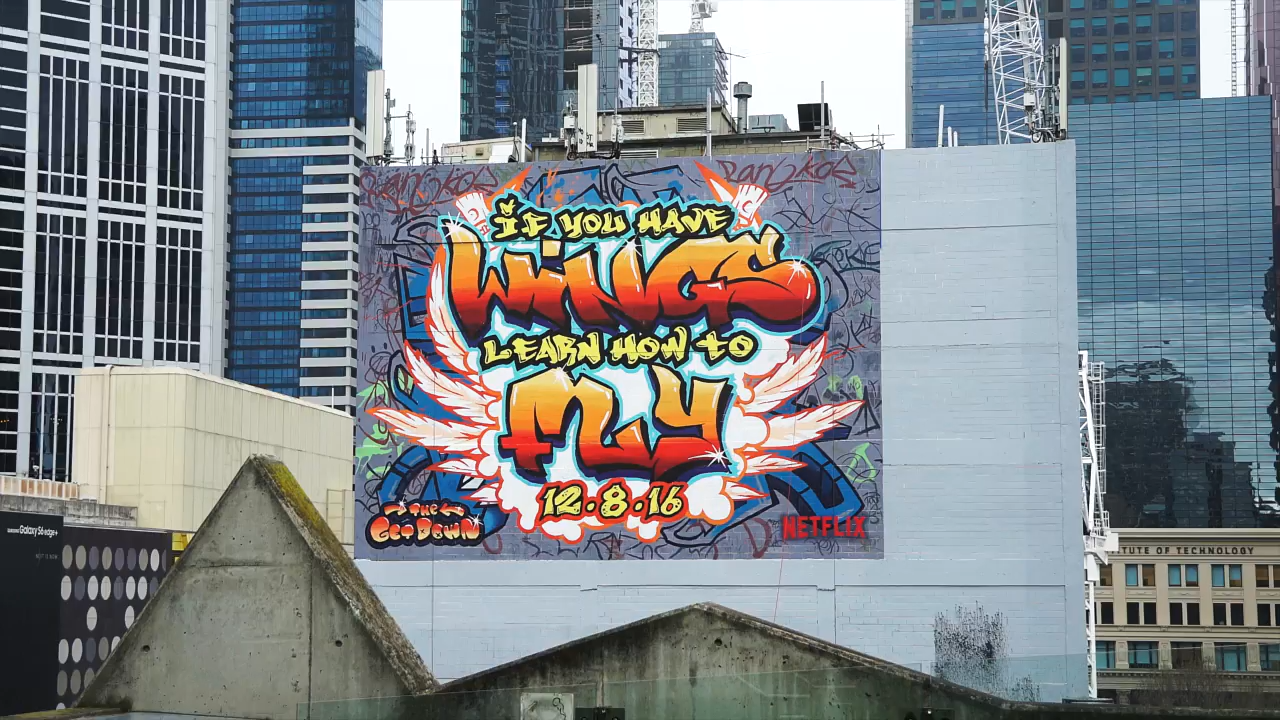 iF YOU HAVE
WiNGS
LEARN HOW to
FLY
12·8·16
THE
Get Down
NETFLIX
SAMSUNG Galaxy S6 edge+
TUTE OF TECHNOLOGY